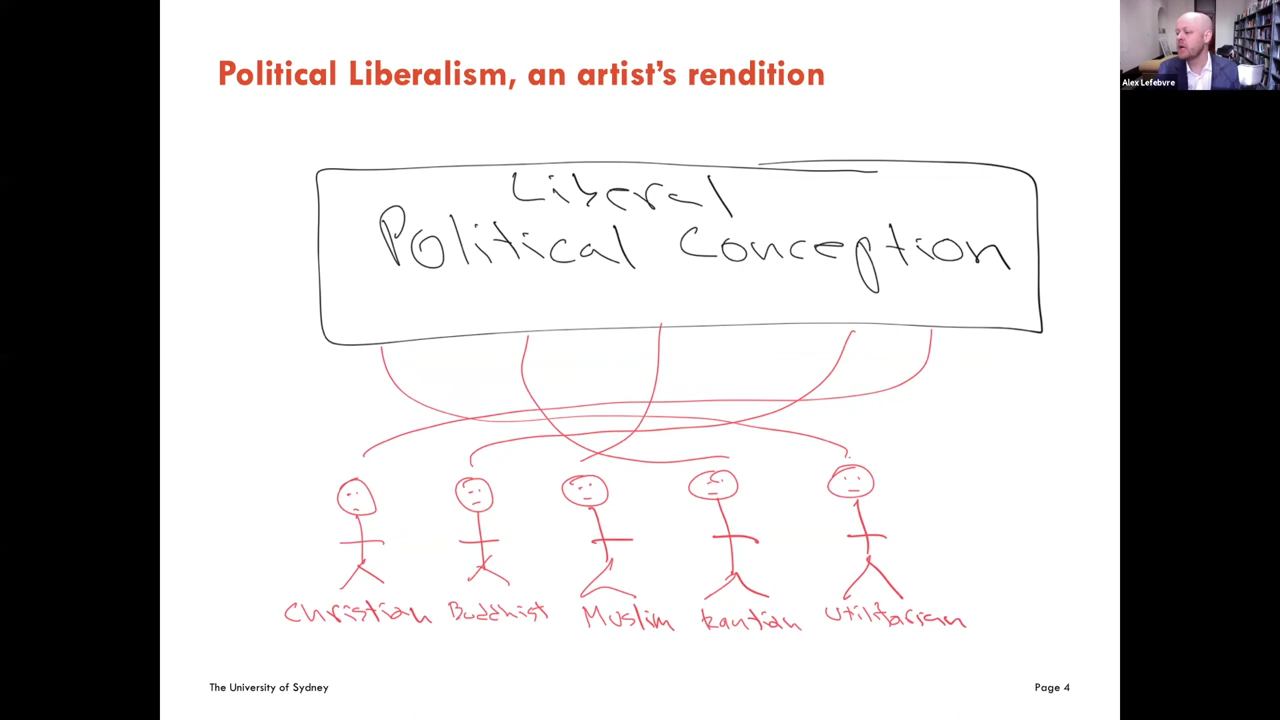 Political Liberalism, an artist's rendition
Alex Lefebvre
Liberal
Political Conception
Christian Buddhist Muslim Kantian Utilitarian
The University of Sydney
Page 4